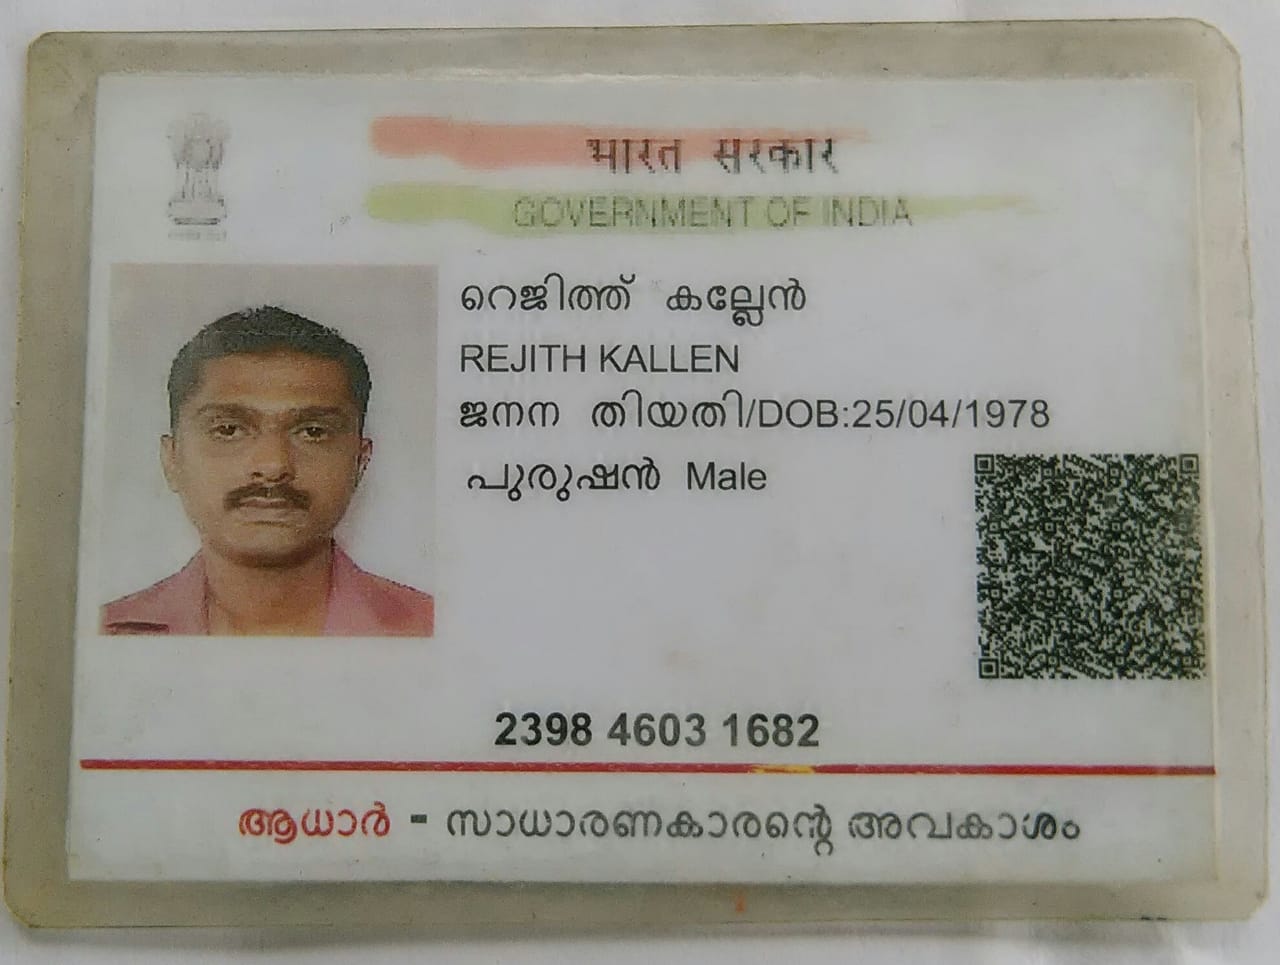 भारत सरकार
GOVERNMENT OF INDIA
റെജിത്ത് കല്ലേൻ
REJITH KALLEN
ജനന തിയതി/DOB:25/04/1978
പുരുഷൻ Male
2398 4603 1682
ആധാർ - സാധാരണകാരന്റെ അവകാശം